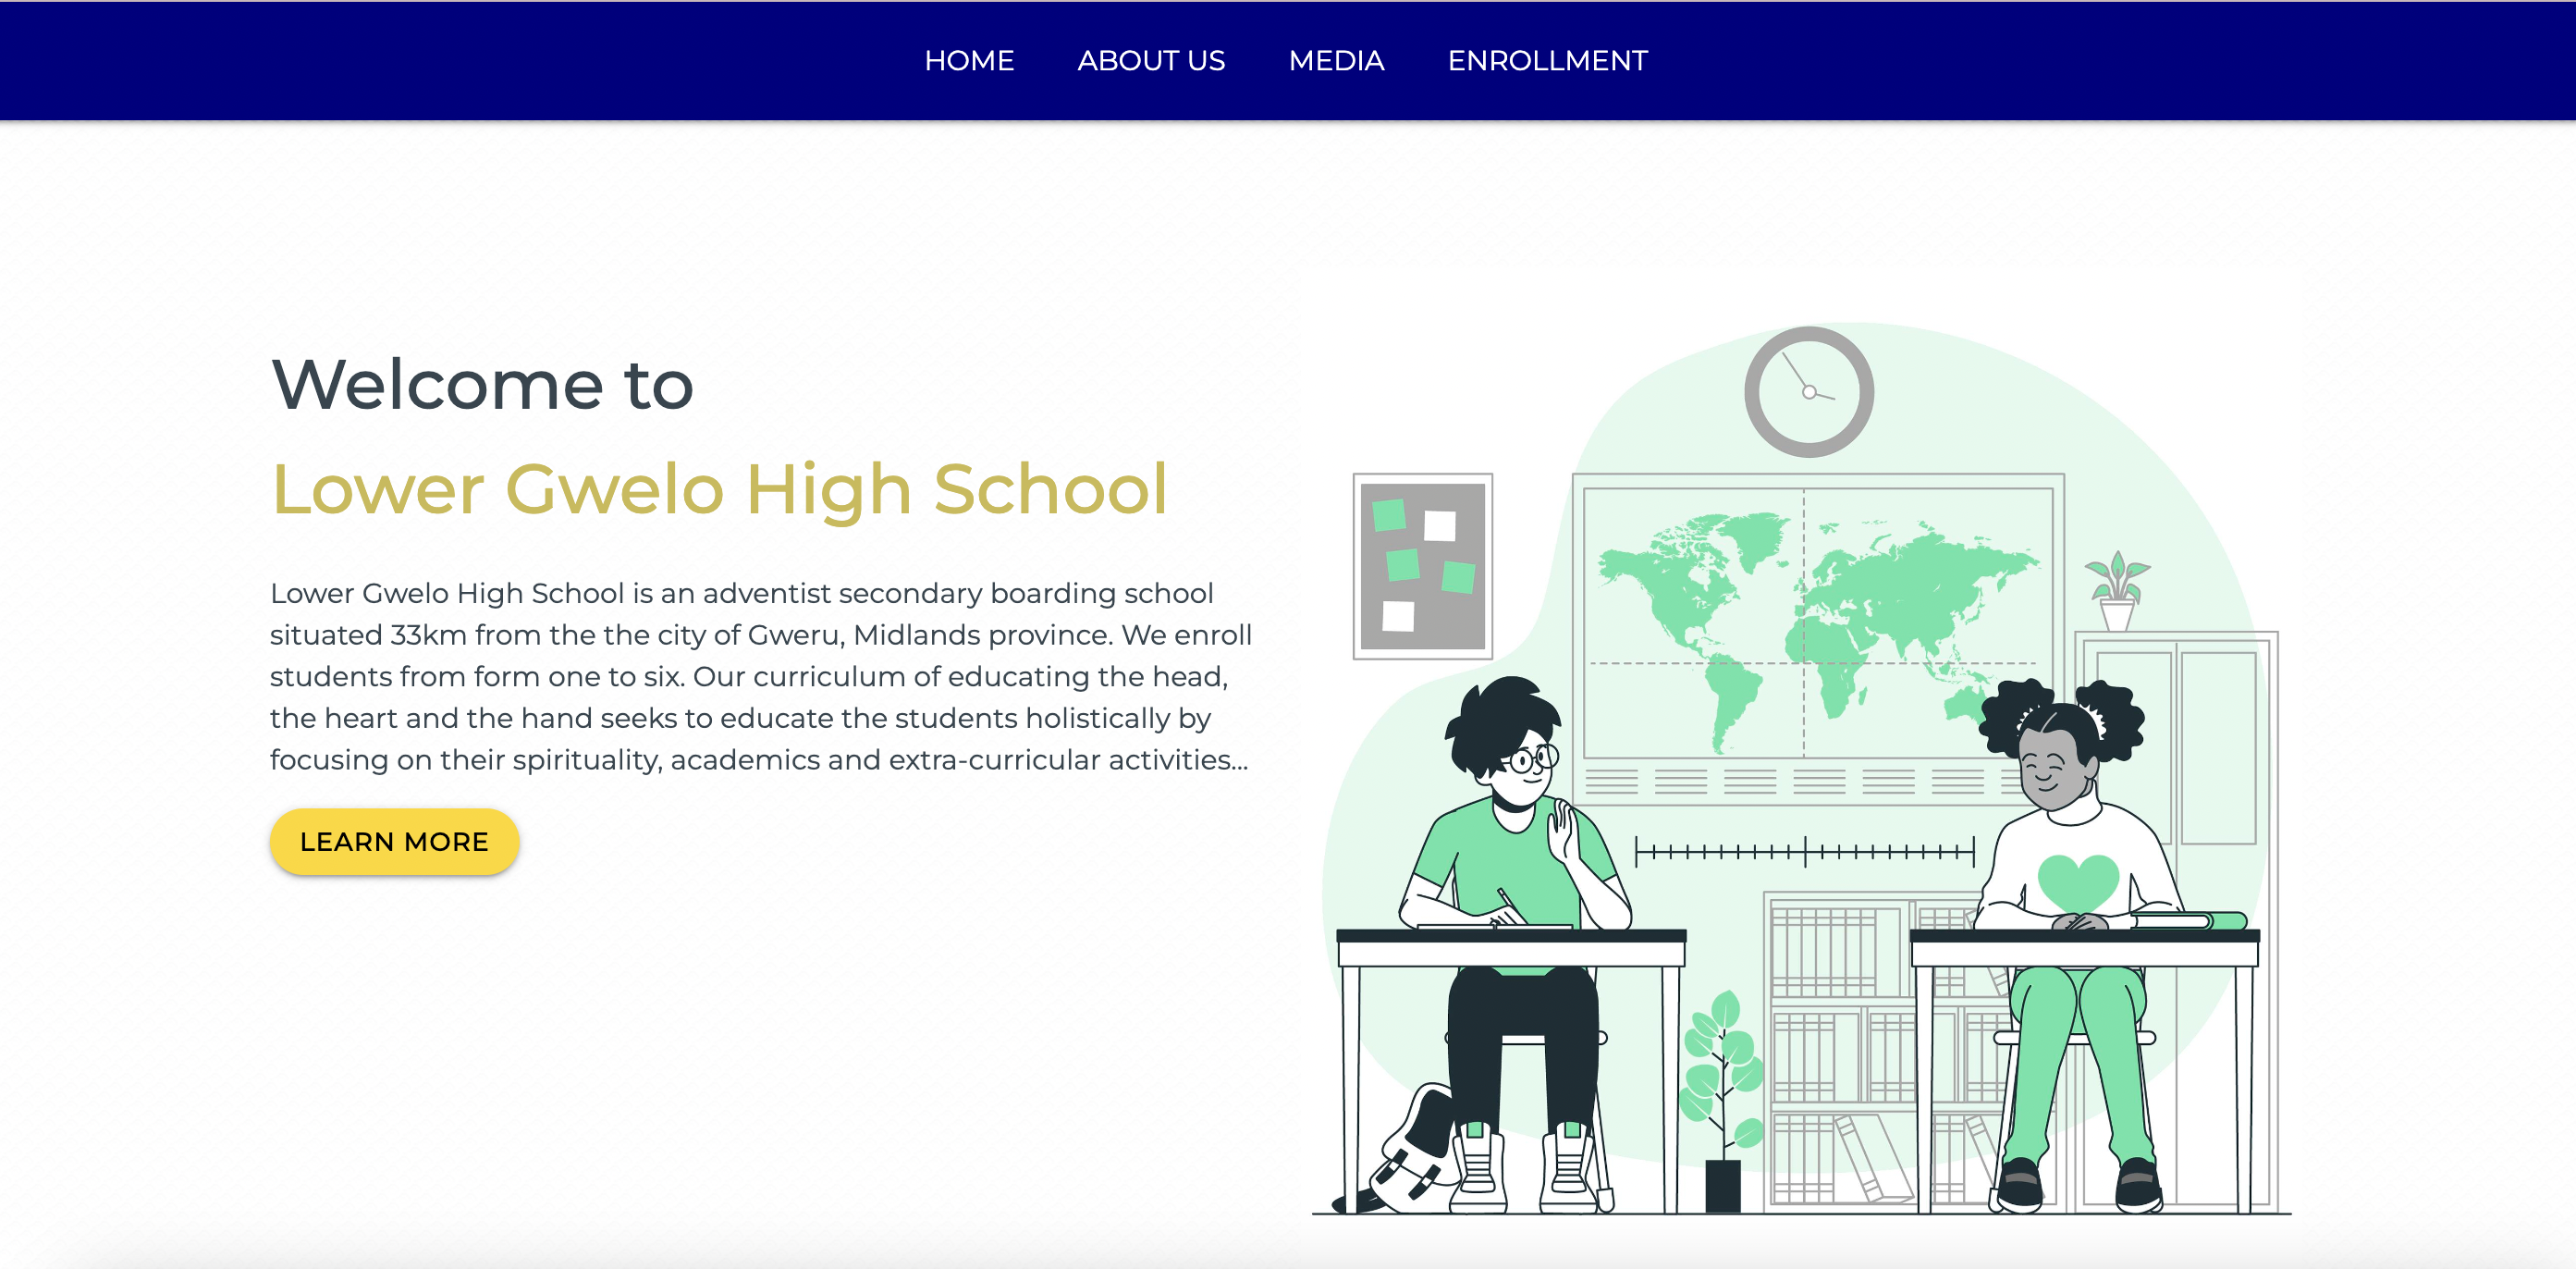 HOME ABOUT US MEDIA ENROLLMENT
Welcome to
Lower Gwelo High School
Lower Gwelo High School is an adventist secondary boarding school
situated 33km from the the city of Gweru, Midlands province. We enroll
students from form one to six. Our curriculum of educating the head,
the heart and the hand seeks to educate the students holistically by
focusing on their spirituality, academics and extra-curricular activities...
LEARN MORE